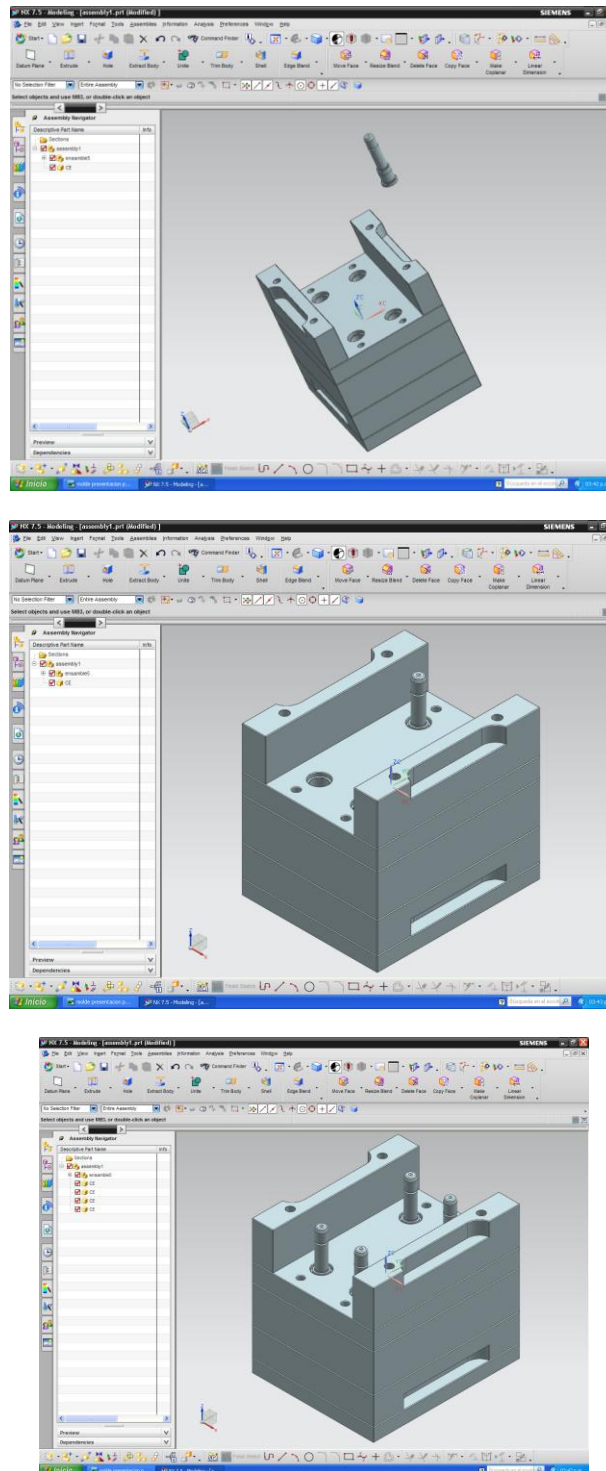 NX 7.5 - Modeling - [assembly1.prt (Modified) ]
SIEMENS
File Edit View Insert Format Tools Assemblies Information Analysis Preferences Window Help
Start
Command Finder
Datum Plane Extrude Hole Extract Body Unite Trim Body Shell Edge Blend Move Face Resize Blend Delete Face Copy Face Make Coplanar Linear Dimension
No Selection Filter Entire Assembly
Select objects and use MB3, or double-click an object
Assembly Navigator
Descriptive Part Name Info
Sections
assembly1
ensamble5
CE
ZC
Preview
Dependencies
Finish Sketch
Inicio
NX 7.5 - Modeling - [a...
NX 7.5 - Modeling - [assembly1.prt (Modified) ]
SIEMENS
File Edit View Insert Format Tools Assemblies Information Analysis Preferences Window Help
Start
Command Finder
Datum Plane Extrude Hole Extract Body Unite Trim Body Shell Edge Blend Move Face Resize Blend Delete Face Copy Face Make Coplanar Linear Dimension
No Selection Filter Entire Assembly
Select objects and use MB3, or double-click an object
Assembly Navigator
Descriptive Part Name Info
Sections
assembly1
ensamble5
CE
ZC
Preview
Dependencies
Finish Sketch
Inicio
NX 7.5 - Modeling - [a...
NX 7.5 - Modeling - [assembly1.prt (Modified) ]
SIEMENS
File Edit View Insert Format Tools Assemblies Information Analysis Preferences Window Help
Start
Command Finder
Datum Plane Extrude Hole Extract Body Unite Trim Body Shell Edge Blend Move Face Resize Blend Delete Face Copy Face Make Coplanar Linear Dimension
No Selection Filter Entire Assembly
Select objects and use MB3, or double-click an object
Assembly Navigator
Descriptive Part Name Info
Sections
assembly1
ensamble5
CE
CE
CE
CE
ZC
Preview
Dependencies
Inicio
NX 7.5 - Modeling - [a...